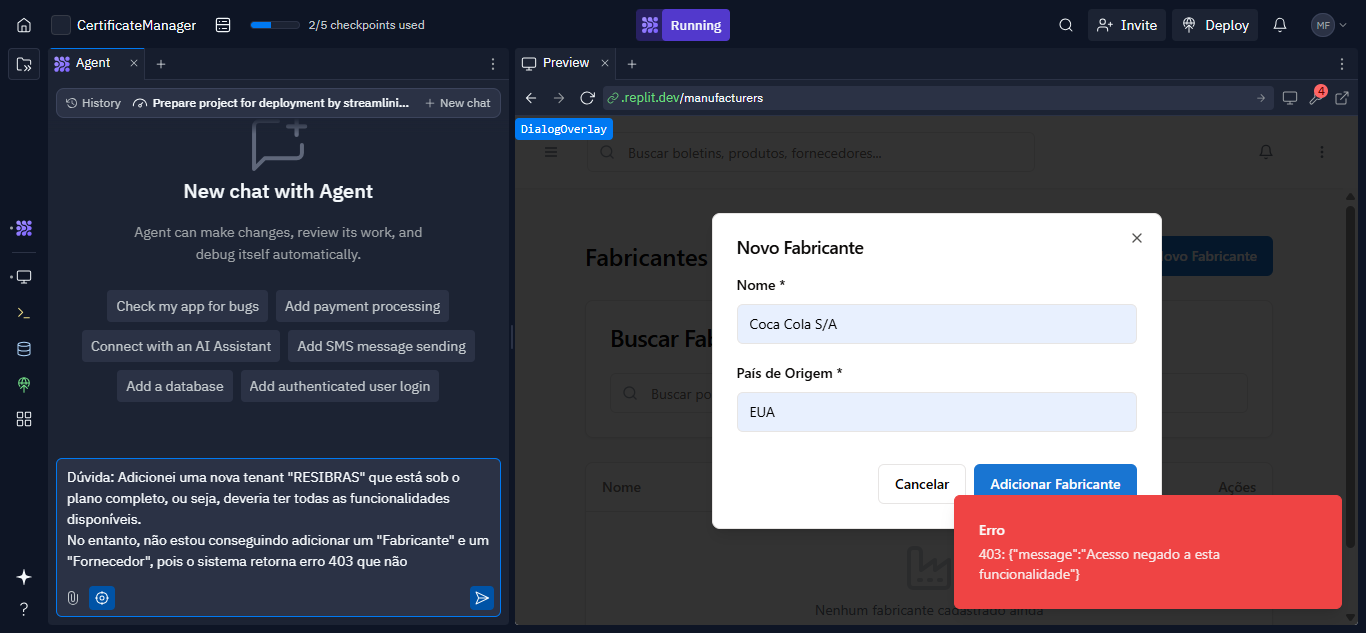 CertificateManager
2/5 checkpoints used
Running
Invite
Deploy
MF
Agent
Preview
History
Prepare project for deployment by streamlini...
New chat
.replit.dev/manufacturers
4
DialogOverlay
New chat with Agent
Agent can make changes, review its work, and
debug itself automatically.
Check my app for bugs
Add payment processing
Connect with an AI Assistant
Add SMS message sending
Add a database
Add authenticated user login
Dúvida: Adicionei uma nova tenant "RESIBRAS" que está sob o
plano completo, ou seja, deveria ter todas as funcionalidades
disponíveis.
No entanto, não estou conseguindo adicionar um "Fabricante" e um
"Fornecedor", pois o sistema retorna erro 403 que não
Buscar boletins, produtos, fornecedores...
Fabricantes
ovo Fabricante
Buscar Fab
Buscar po
Nome
Ações
Nenhum fabricante cadastrado ainda
Novo Fabricante
Nome *
Coca Cola S/A
País de Origem *
EUA
Cancelar
Adicionar Fabricante
Erro
403: {"message":"Acesso negado a esta
funcionalidade"}